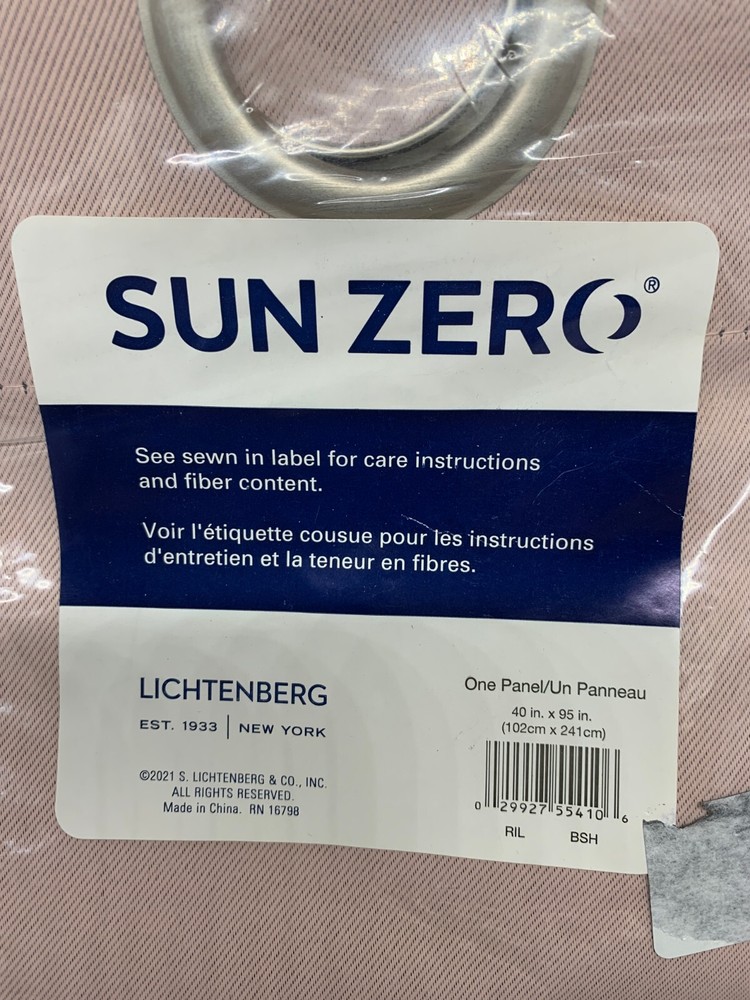 SUN ZERO®
See sewn in label for care instructions
and fiber content.
Voir l'étiquette cousue pour les instructions
d'entretien et la teneur en fibres.
LICHTENBERG
EST. 1933 | NEW YORK
©2021 S. LICHTENBERG & CO., INC.
ALL RIGHTS RESERVED.
Made in China. RN 16798
One Panel/Un Panneau
40 in. x 95 in.
(102cm x 241cm)
0 29927 55410 6
RIL BSH